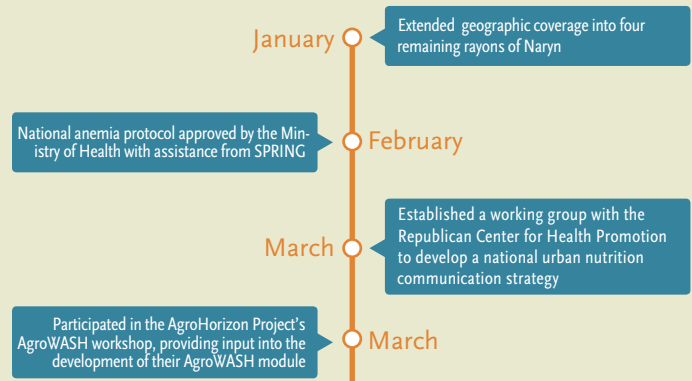 January
Extended geographic coverage into four
remaining rayons of Naryn
National anemia protocol approved by the Min-
istry of Health with assistance from SPRING
February
March
Established a working group with the
Republican Center for Health Promotion
to develop a national urban nutrition
communication strategy
Participated in the AgroHorizon Project's
AgroWASH workshop, providing input into the
development of their AgroWASH module
March